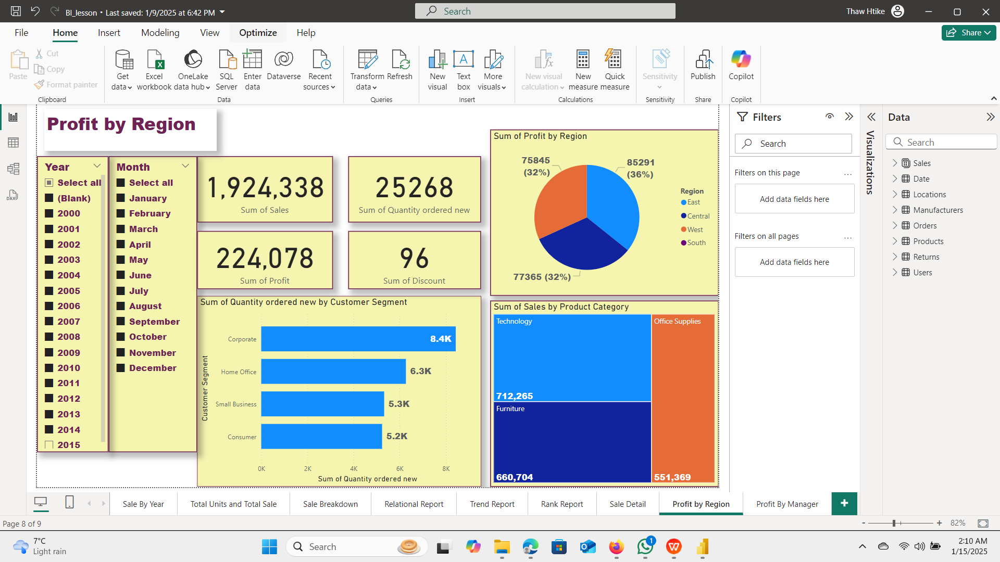 BI_lesson • Last saved: 1/9/2025 at 6:42 PM
Search
Thaw Htike
File
Home
Insert
Modeling
View
Optimize
Help
Share
Paste
Cut
Copy
Format painter
Clipboard
Get data
Excel workbook
OneLake data hub
SQL Server
Enter data
Dataverse
Recent sources
Data
Transform data
Refresh
Queries
New visual
Text box
More visuals
Insert
New visual calculation
New measure
Quick measure
Calculations
Sensitivity
Sensitivity
Publish
Share
Copilot
Copilot
DAX
Profit by Region
Year
Select all
(Blank)
2000
2001
2002
2003
2004
2005
2006
2007
2008
2009
2010
2011
2012
2013
2014
2015
Month
Select all
January
February
March
April
May
June
July
August
September
October
November
December
1,924,338
Sum of Sales
25268
Sum of Quantity ordered new
224,078
Sum of Profit
96
Sum of Discount
Sum of Profit by Region
75845
(32%)
85291
(36%)
77365 (32%)
Region
East
Central
West
South
Sum of Quantity ordered new by Customer Segment
Customer Segment
Corporate
8.4K
Home Office
6.3K
Small Business
5.3K
Consumer
5.2K
0K
2K
4K
6K
8K
Sum of Quantity ordered new
Sum of Sales by Product Category
Technology
712,265
Furniture
660,704
Office Supplies
551,369
Filters
Search
Filters on this page
...
Add data fields here
Filters on all pages
...
Add data fields here
Visualizations
Data
Search
Sales
Date
Locations
Manufacturers
Orders
Products
Returns
Users
Sale By Year
Total Units and Total Sale
Sale Breakdown
Relational Report
Trend Report
Rank Report
Sale Detail
Profit by Region
Profit By Manager
+
Page 8 of 9
- + 82%
7°C
Light rain
Search
1
2:10 AM
1/15/2025